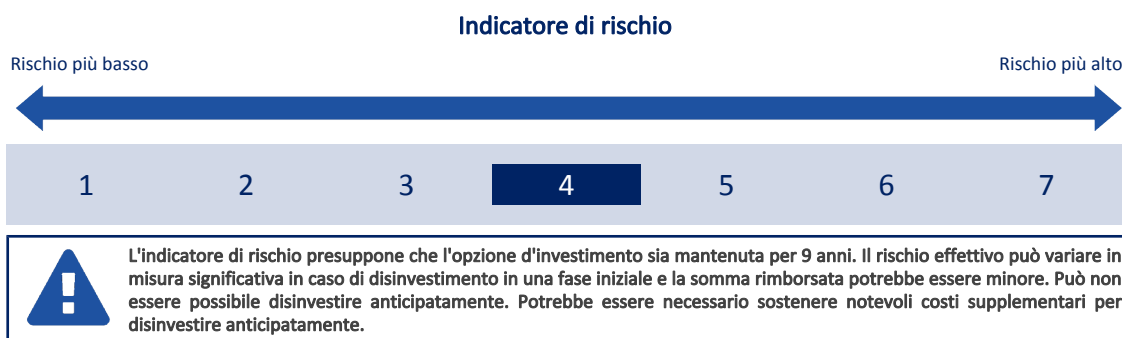 Indicatore di rischio
Rischio più basso
Rischio più alto
1 2 3 4 5 6 7
L'indicatore di rischio presuppone che l'opzione d'investimento sia mantenuta per 9 anni. Il rischio effettivo può variare in
misura significativa in caso di disinvestimento in una fase iniziale e la somma rimborsata potrebbe essere minore. Può non
essere possibile disinvestire anticipatamente. Potrebbe essere necessario sostenere notevoli costi supplementari per
disinvestire anticipatamente.